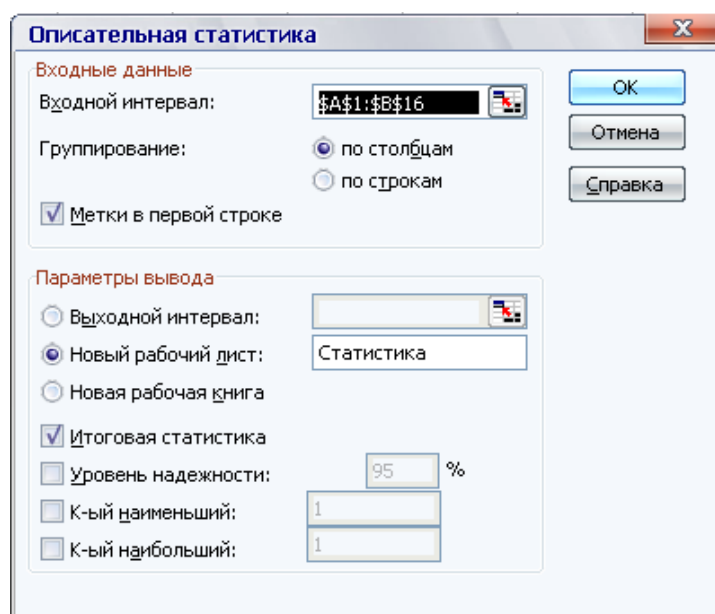 Описательная статистика
Входные данные
Входной интервал: $A$1:$B$16
Группирование: по столбцам
по строкам
Метки в первой строке
OK
Отмена
Справка
Параметры вывода
Выходной интервал:
Новый рабочий лист: Статистика
Новая рабочая книга
Итоговая статистика
Уровень надежности: 95 %
К-ый наименьший: 1
К-ый наибольший: 1